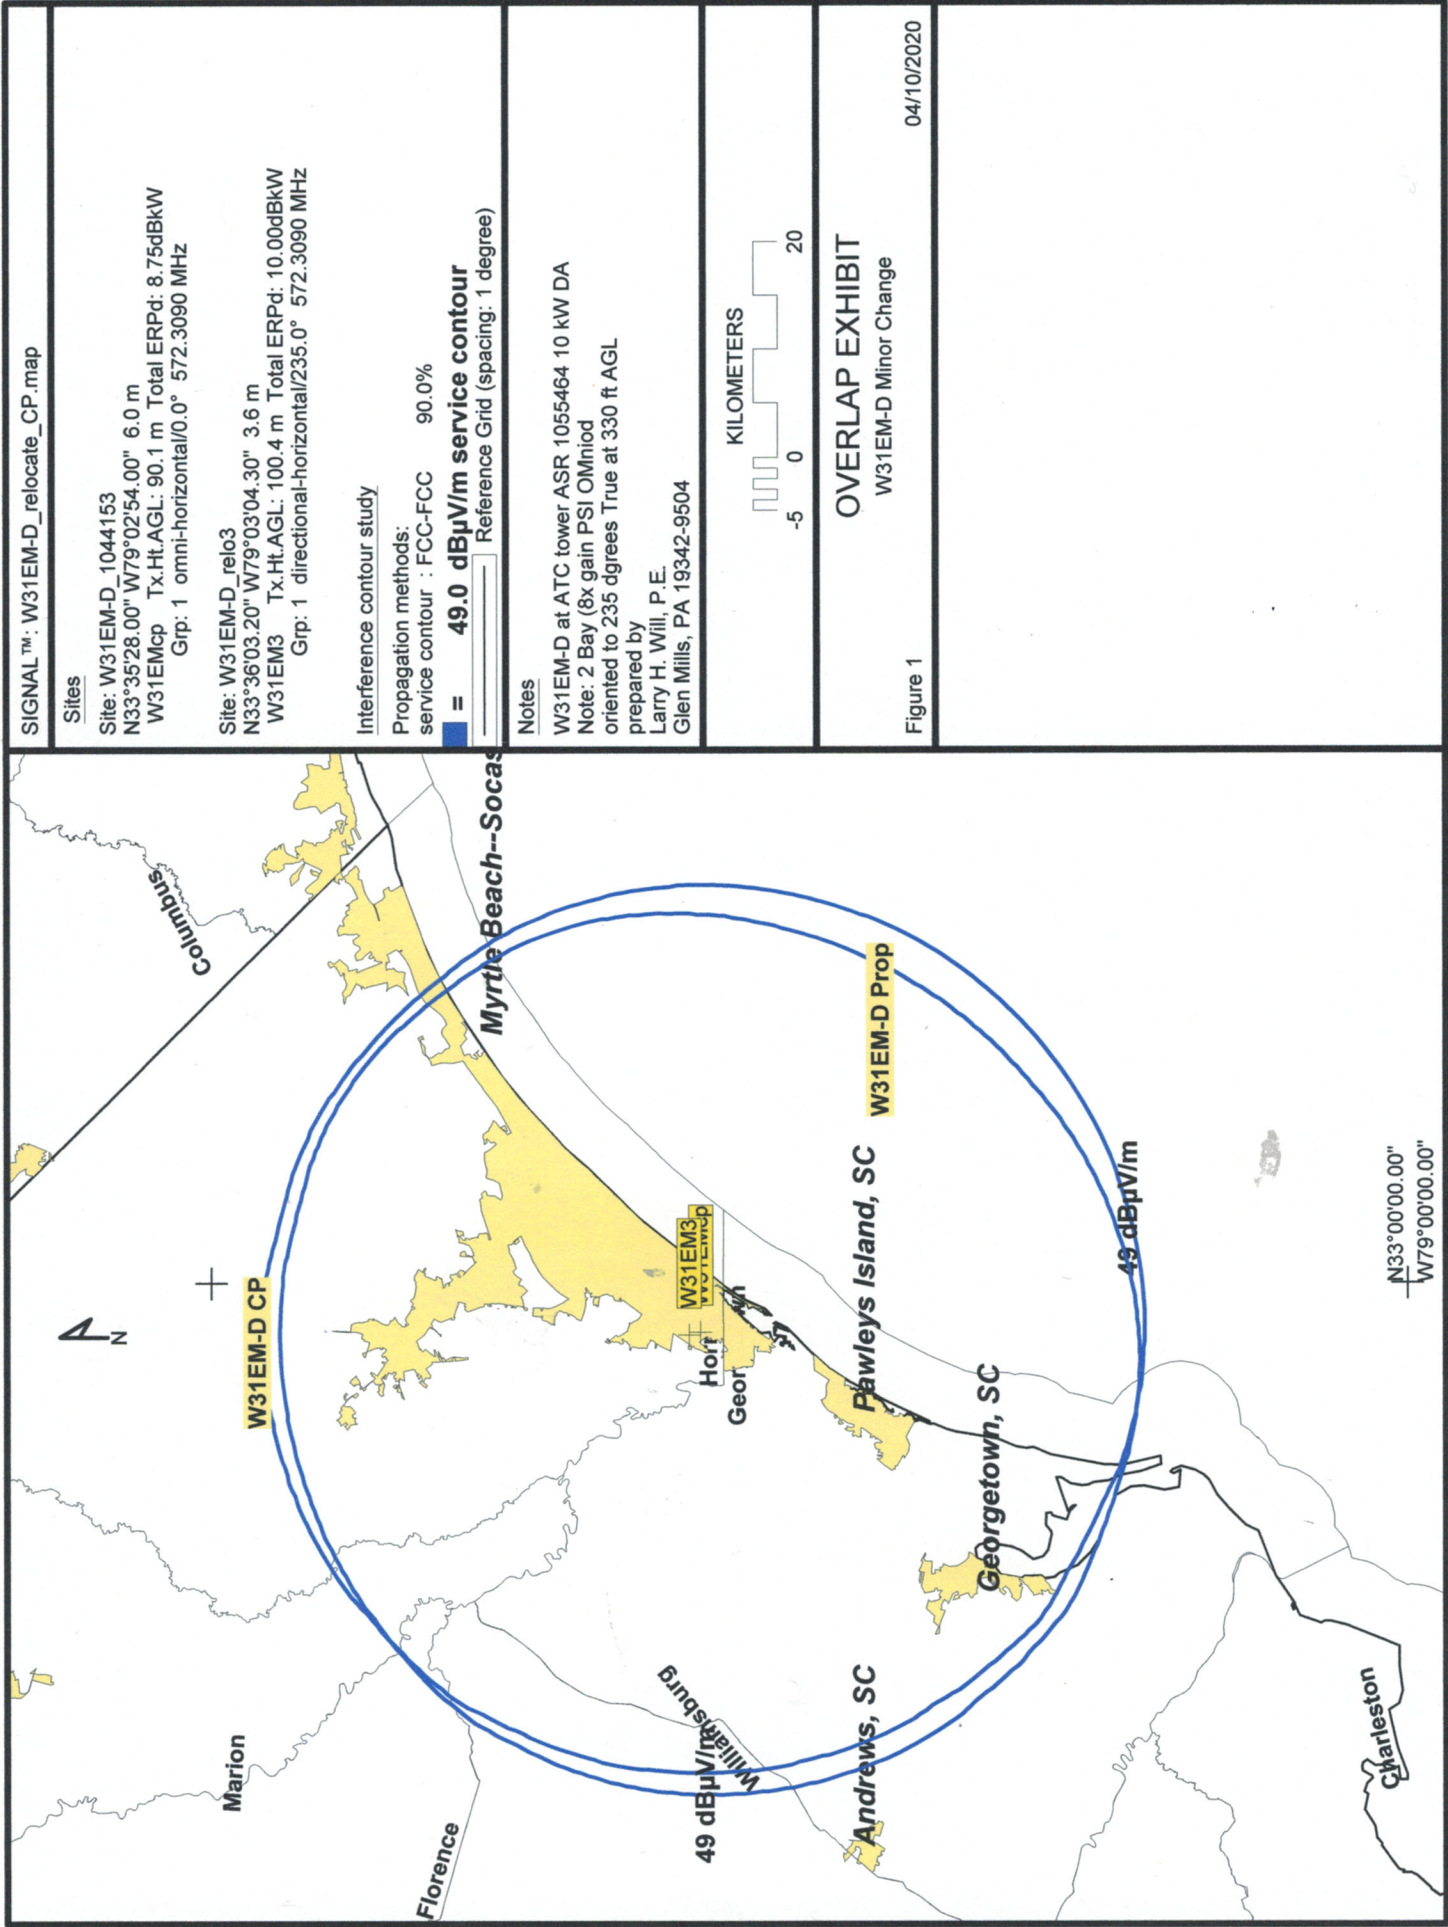 SIGNAL™: W31EM-D_relocate_CP.map
Sites
Site: W31EM-D_1044153
N33°35'28.00" W79°02'54.00" 6.0 m
W31EMcp Tx.Ht.AGL: 90.1 m Total ERPd: 8.75dBkW
Grp: 1 omni-horizontal/0.0° 572.3090 MHz
Site: W31EM-D_relo3
N33°36'03.20" W79°03'04.30" 3.6 m
W31EM3 Tx.Ht.AGL: 100.4 m Total ERPd: 10.00dBkW
Grp: 1 directional-horizontal/235.0° 572.3090 MHz
Interference contour study
Propagation methods:
service contour : FCC-FCC 90.0%
= 49.0 dBµV/m service contour
Reference Grid (spacing: 1 degree)
Notes
W31EM-D at ATC tower ASR 1055464 10 kW DA
Note: 2 Bay (8x gain PSI OMniod
oriented to 235 dgrees True at 330 ft AGL
prepared by
Larry H. Will, P.E.
Glen Mills, PA 19342-9504
KILOMETERS
-5 0 20
OVERLAP EXHIBIT
W31EM-D Minor Change
Figure 1 04/10/2020
N
Columbus
Marion
W31EM-D CP
Florence
Myrtle Beach--Socas
W31EM3
W31EMcp
Horr
Geor
wn
Williamsburg
49 dBµV/m
W31EM-D Prop
Pawleys Island, SC
Andrews, SC
Georgetown, SC
49 dBµV/m
Charleston
N33°00'00.00"
W79°00'00.00"